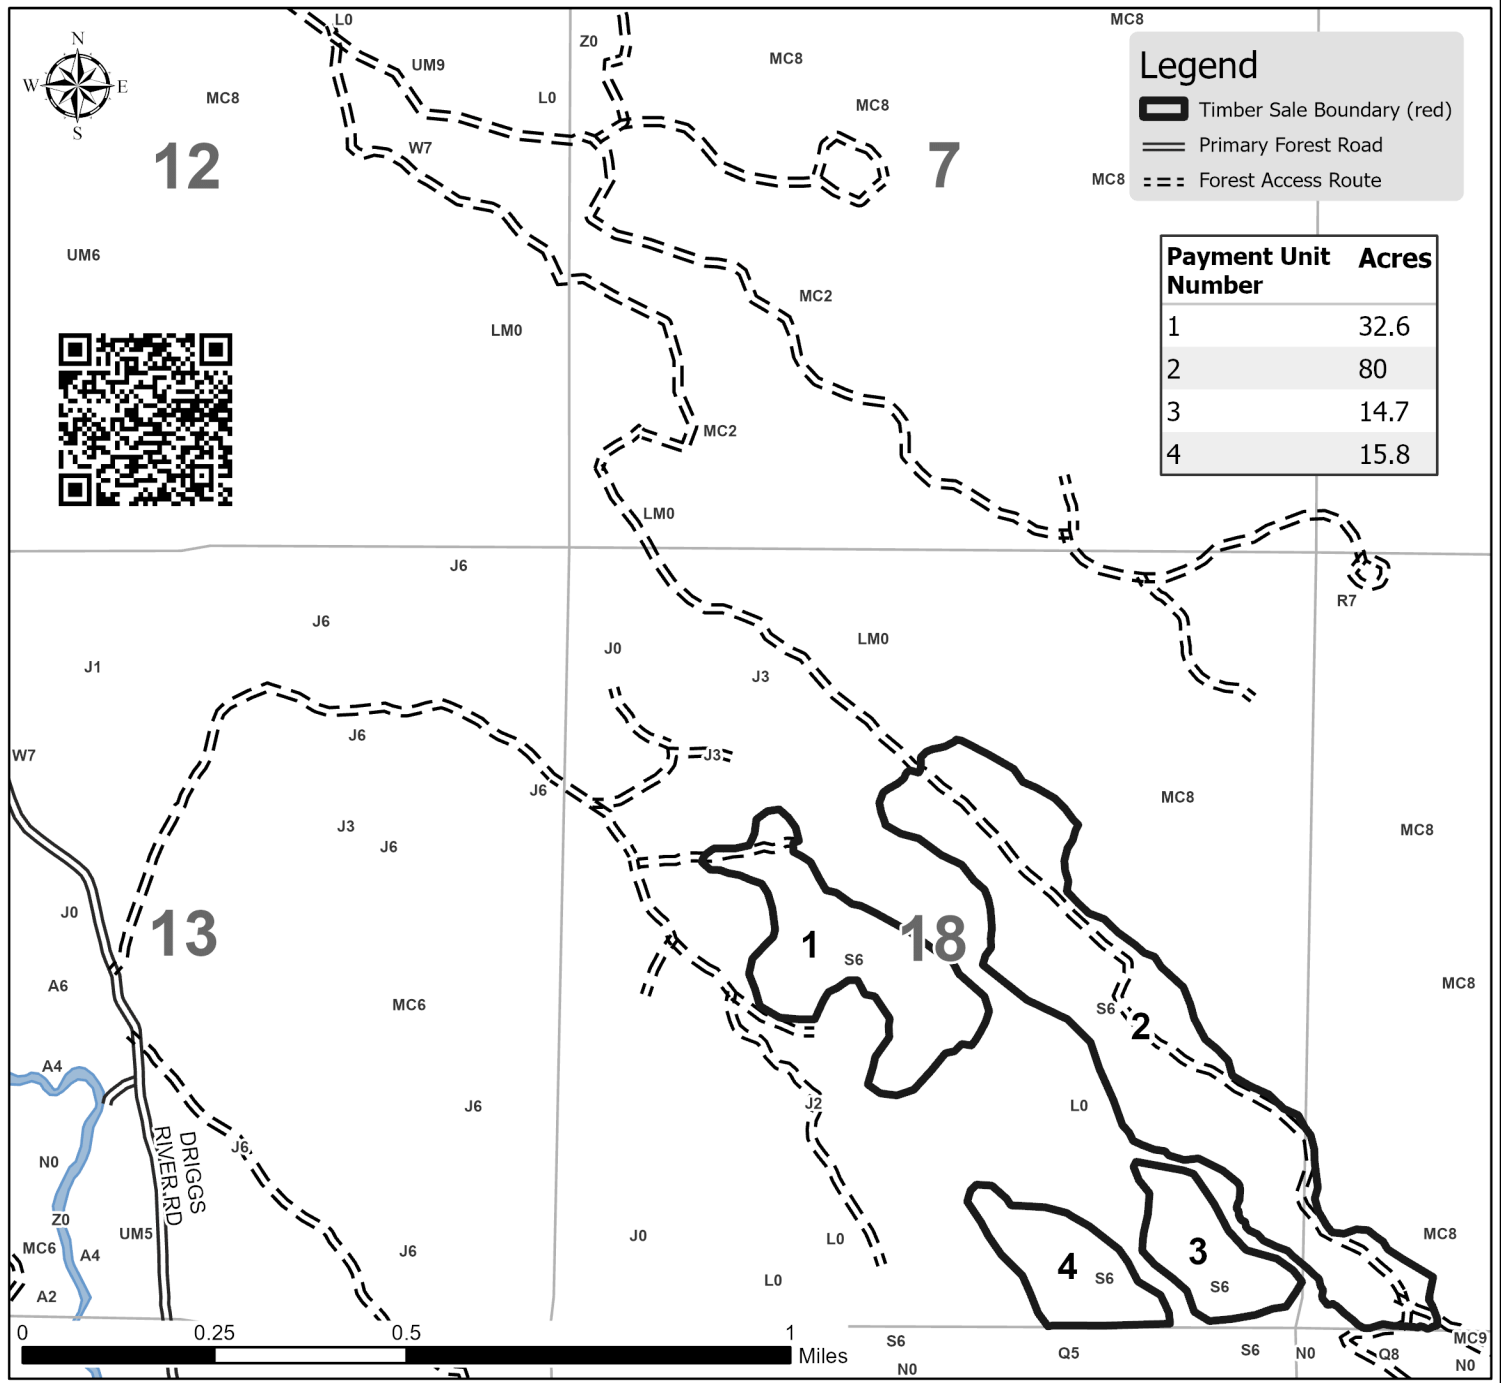 L0
MC8
Z0
N
UM9
MC8
Legend
W E
MC8
L0
MC8
Timber Sale Boundary (red)
S
W7
Primary Forest Road
12
7
MC8
Forest Access Route
UM6
Payment Unit Number
Acres
MC2
1 32.6
LM0
2 80
3 14.7
MC2
4 15.8
LM0
J6
R7
J6
LM0
J0
J1
J3
J6
W7
J3
J6
MC8
J3
MC8
J6
J0
13
18
1
S6
A6
MC8
MC6
S6
2
A4
J6
J2
L0
DRIGGS
RIVER RD
J6
N0
Z0
UM5
J0
L0
MC8
MC6
A4
J6
3
4
S6
S6
L0
A2
0 0.25 0.5 1
Miles
S6
Q5
S6
N0
Q8
MC9
N0
N0